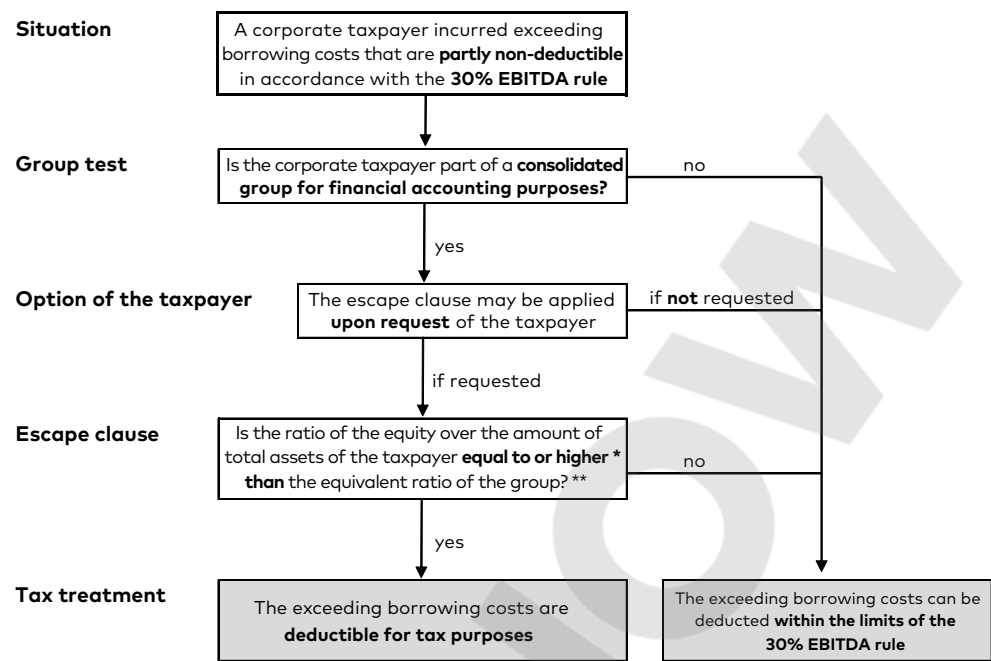 Situation
A corporate taxpayer incurred exceeding
borrowing costs that are partly non-deductible
in accordance with the 30% EBITDA rule
Group test
Is the corporate taxpayer part of a consolidated
group for financial accounting purposes?
no
yes
Option of the taxpayer
The escape clause may be applied
upon request of the taxpayer
if not requested
if requested
Escape clause
Is the ratio of the equity over the amount of
total assets of the taxpayer equal to or higher *
than the equivalent ratio of the group? **
no
yes
Tax treatment
The exceeding borrowing costs are
deductible for tax purposes
The exceeding borrowing costs can be
deducted within the limits of the
30% EBITDA rule